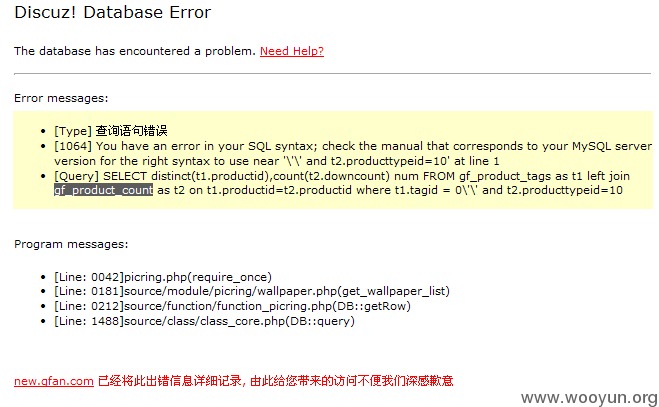 Discuz! Database Error
The database has encountered a problem. Need Help?
Error messages:
[Type] 查询语句错误
[1064] You have an error in your SQL syntax; check the manual that corresponds to your MySQL server
version for the right syntax to use near '\'\' and t2.producttypeid=10' at line 1
[Query] SELECT distinct(t1.productid),count(t2.downcount) num FROM gf_product_tags as t1 left join
gf_product_count as t2 on t1.productid=t2.productid where t1.tagid = 0\'\' and t2.producttypeid=10
Program messages:
[Line: 0042]picring.php(require_once)
[Line: 0181]source/module/picring/wallpaper.php(get_wallpaper_list)
[Line: 0212]source/function/function_picring.php(DB::getRow)
[Line: 1488]source/class/class_core.php(DB::query)
new.gfan.com 已经将此出错信息详细记录, 由此给您带来的访问不便我们深感歉意
www.wooyun.org